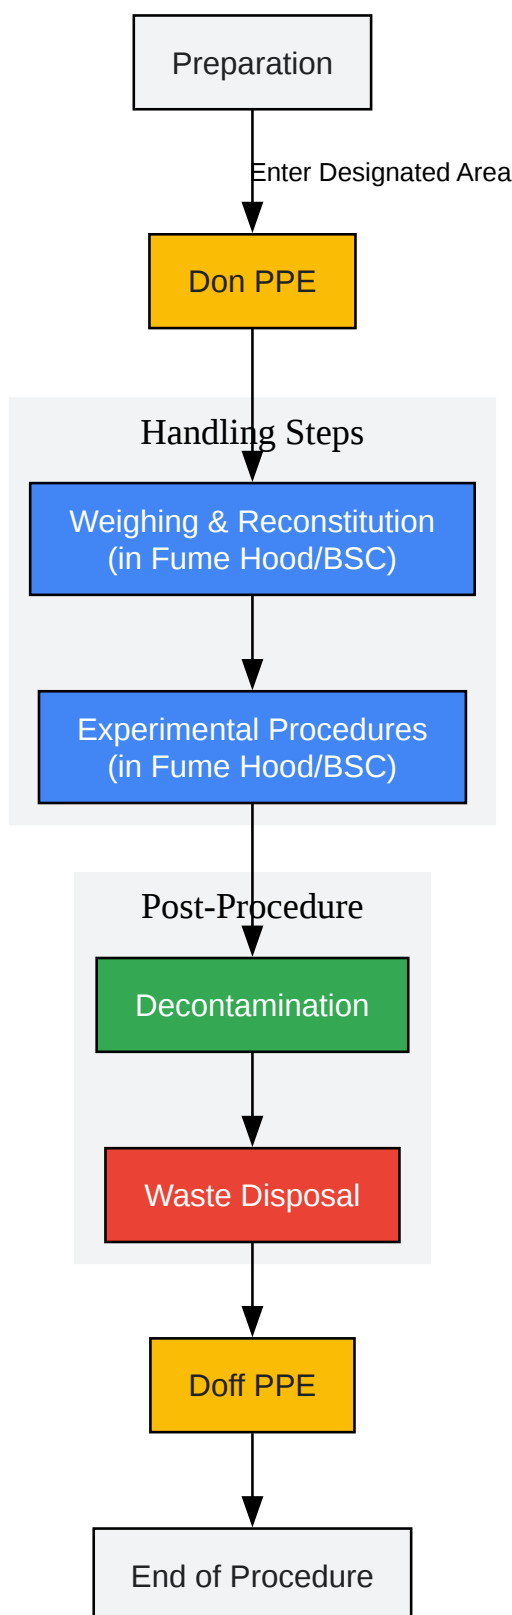 Preparation
Enter Designated Area
Don PPE
Handling Steps
Weighing & Reconstitution
(in Fume Hood/BSC)
Experimental Procedures
(in Fume Hood/BSC)
Post-Procedure
Decontamination
Waste Disposal
Doff PPE
End of Procedure